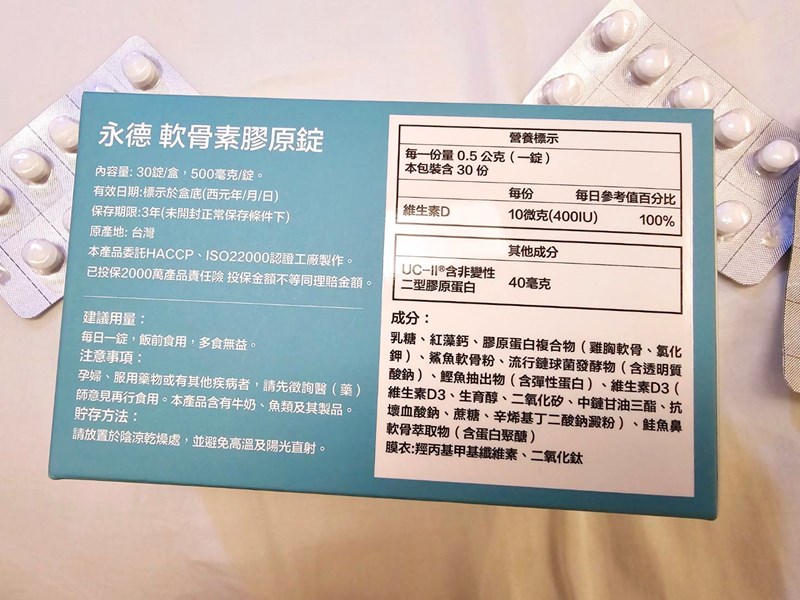 永德 軟骨素膠原錠
內容量: 30錠/盒，500毫克/錠。
有效日期:標示於盒底(西元年/月/日)
保存期限:3年(未開封正常保存條件下)
原產地: 台灣
本產品委託HACCP、ISO22000認證工廠製作。
已投保2000萬產品責任險 投保金額不等同理賠金額。
建議用量：
每日一錠，飯前食用，多食無益。
注意事項：
孕婦、服用藥物或有其他疾病者，請先徵詢醫（藥）
師意見再行食用。本產品含有牛奶、魚類及其製品。
貯存方法：
請放置於陰涼乾燥處，並避免高溫及陽光直射。
營養標示
每一份量 0.5 公克（一錠）
本包裝含 30 份
每份 每日參考值百分比
維生素D 10微克(400IU) 100%
其他成分
UC-II®含非變性
二型膠原蛋白 40毫克
成分：
乳糖、紅藻鈣、膠原蛋白複合物（雞胸軟骨、氯化
鉀）、鯊魚軟骨粉、流行鏈球菌發酵物（含透明質
酸鈉）、鰹魚抽出物（含彈性蛋白）、維生素D3（
維生素D3、生育醇、二氧化矽、中鏈甘油三酯、抗
壞血酸鈉、蔗糖、辛烯基丁二酸鈉澱粉）、鮭魚鼻
軟骨萃取物（含蛋白聚醣）
膜衣:羥丙基甲基纖維素、二氧化鈦